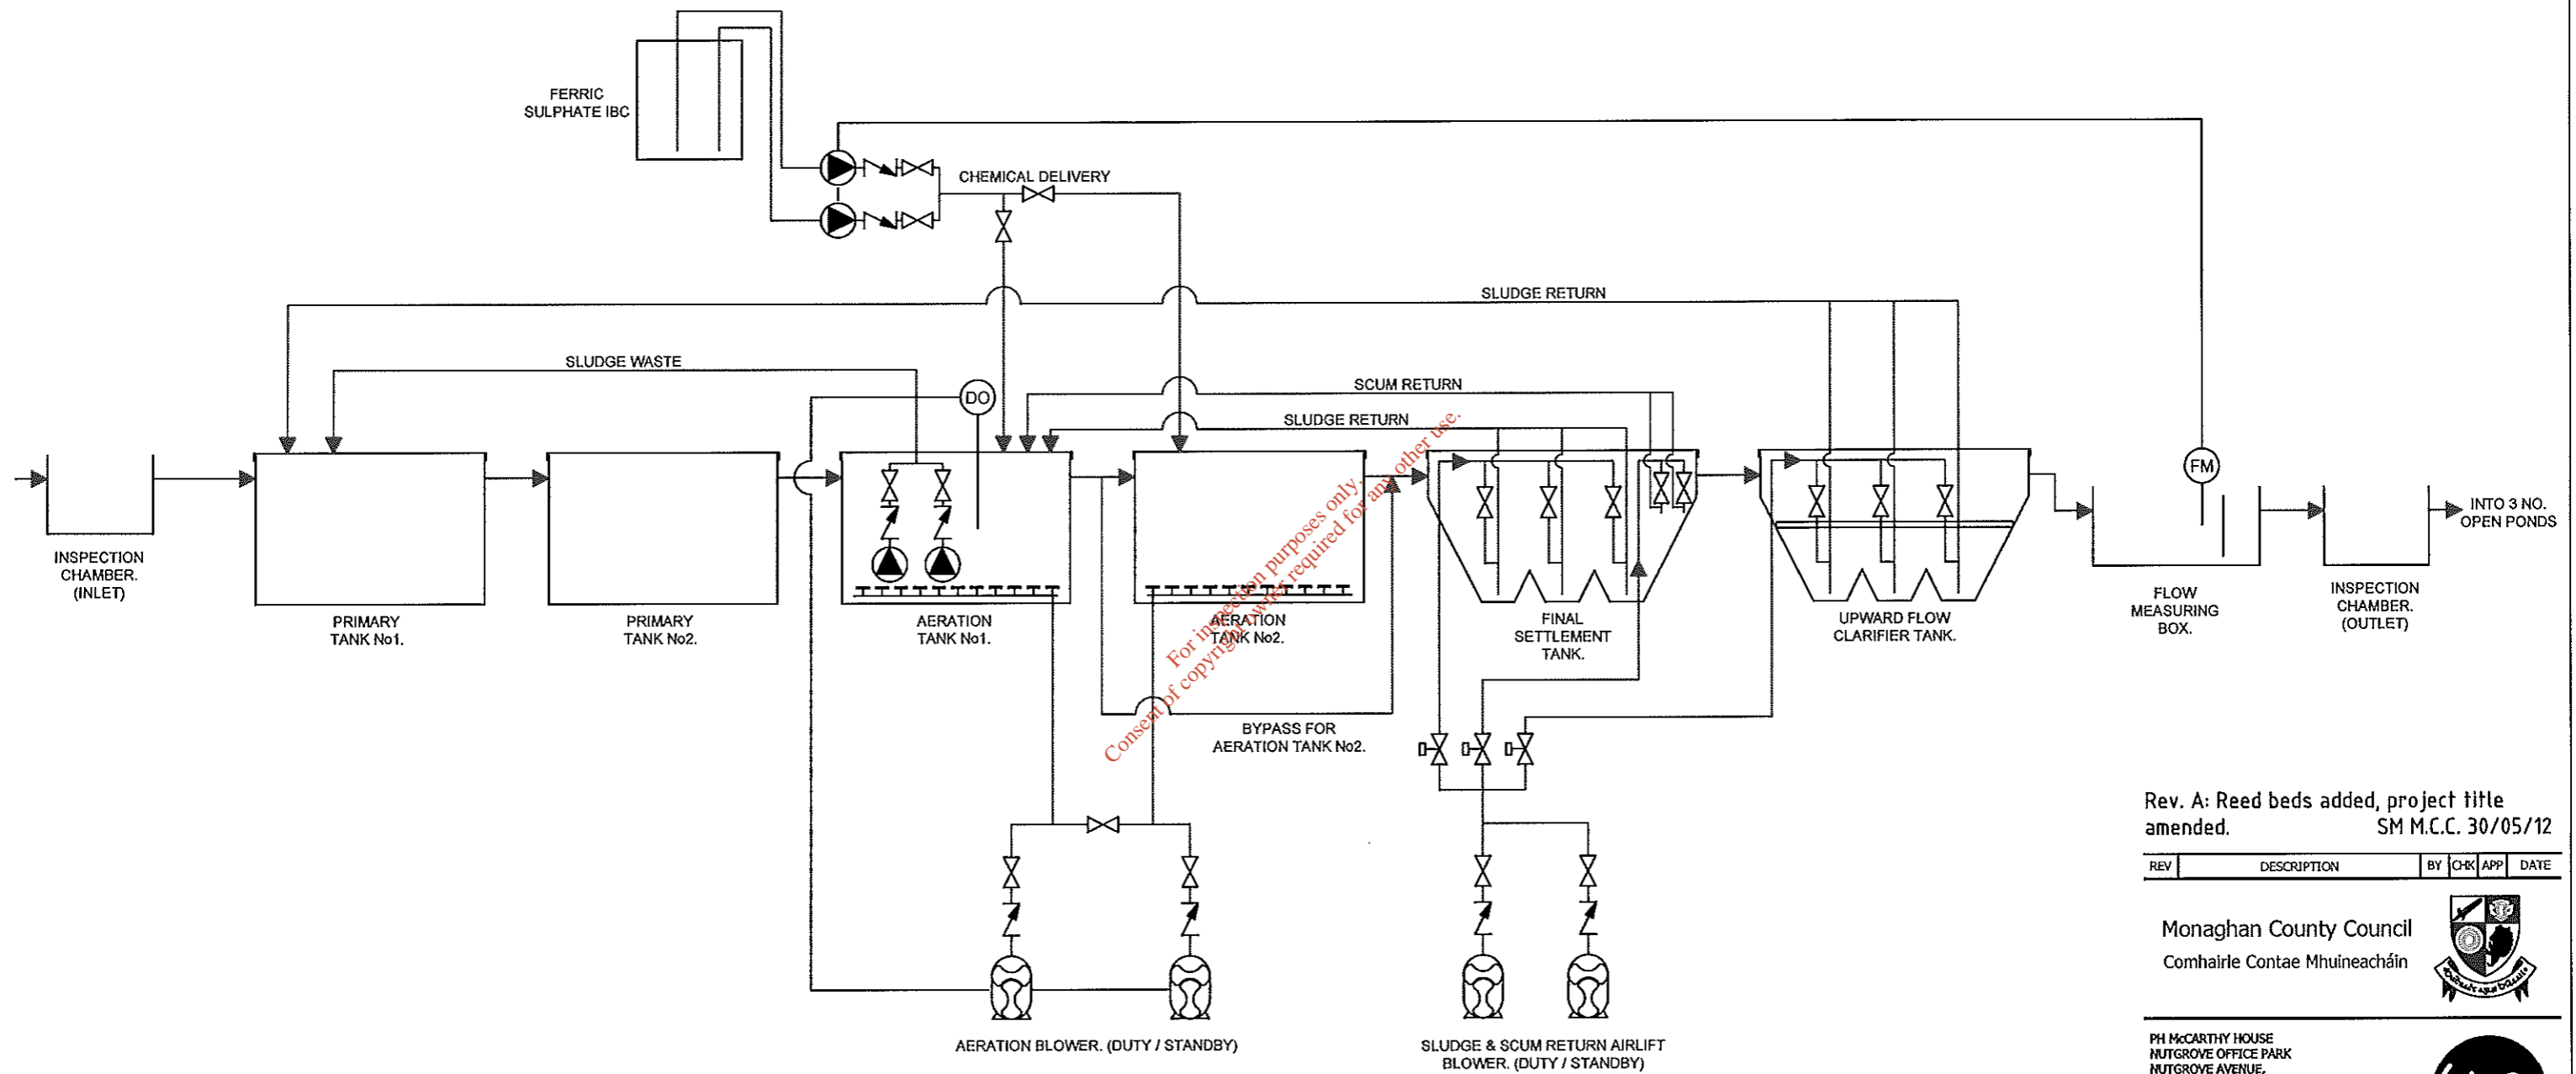 FERRIC
SULPHATE IBC
CHEMICAL DELIVERY
SLUDGE RETURN
SLUDGE WASTE
SCUM RETURN
SLUDGE RETURN
DO
FM
INTO 3 NO.
OPEN PONDS
INSPECTION
CHAMBER.
(INLET)
PRIMARY
TANK No1.
PRIMARY
TANK No2.
AERATION
TANK No1.
AERATION
TANK No2.
FINAL
SETTLEMENT
TANK.
UPWARD FLOW
CLARIFIER TANK.
FLOW
MEASURING
BOX.
INSPECTION
CHAMBER.
(OUTLET)
For inspection purposes only.
Consent of copyright owner required for any other use.
BYPASS FOR
AERATION TANK No2.
AERATION BLOWER. (DUTY / STANDBY)
SLUDGE & SCUM RETURN AIRLIFT
BLOWER. (DUTY / STANDBY)
Rev. A: Reed beds added, project title
amended. SM M.C.C. 30/05/12
REV DESCRIPTION BY CHK APP DATE
Monaghan County Council
Comhairle Contae Mhuineacháin
PH McCARTHY HOUSE
NUTGROVE OFFICE PARK
NUTGROVE AVENUE,